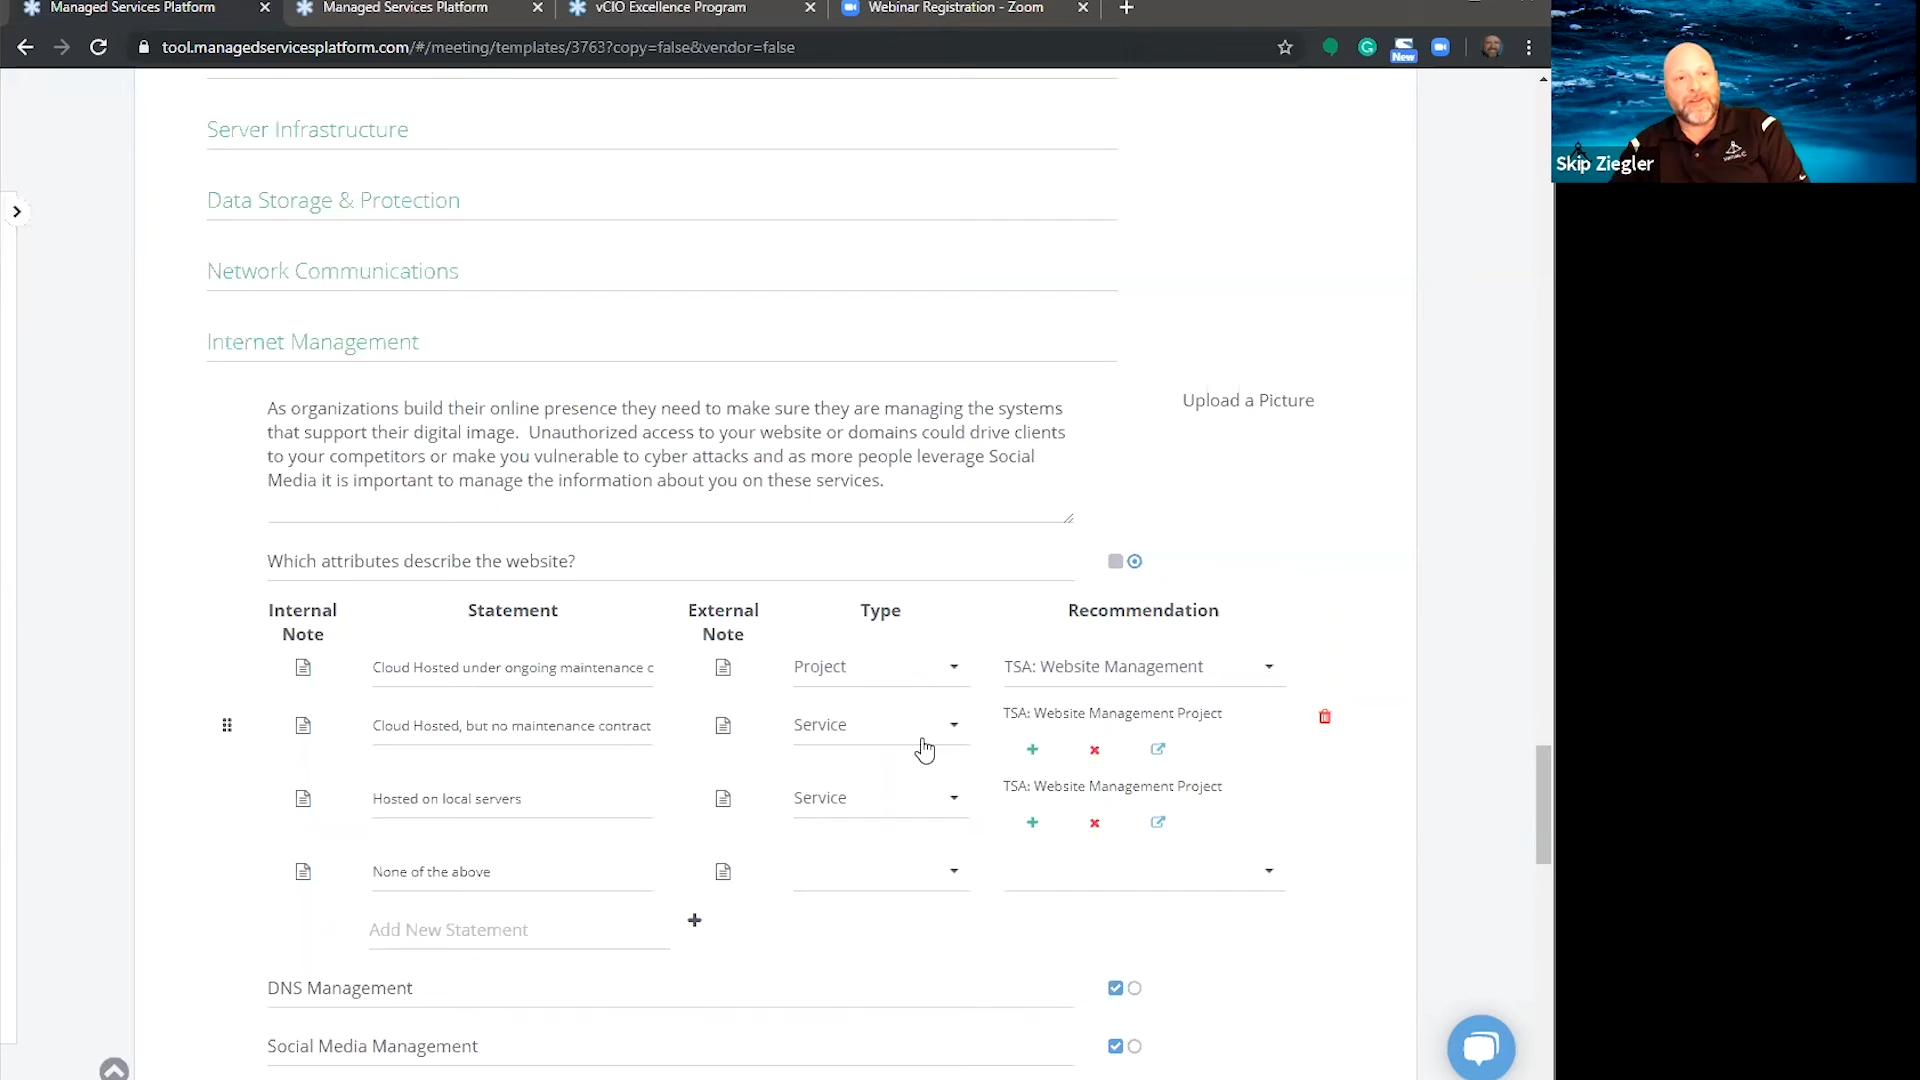 Managed Services Platform
Managed Services Platform
vCIO Excellence Program
Webinar Registration - Zoom
tool.managedservicesplatform.com/#/meeting/templates/3763?copy=false&vendor=false
New
Skip Ziegler
Server Infrastructure
Data Storage & Protection
Network Communications
Internet Management
As organizations build their online presence they need to make sure they are managing the systems
that support their digital image.  Unauthorized access to your website or domains could drive clients
to your competitors or make you vulnerable to cyber attacks and as more people leverage Social
Media it is important to manage the information about you on these services.
Upload a Picture
Which attributes describe the website?
Internal Note
Statement
External Note
Type
Recommendation
Cloud Hosted under ongoing maintenance c
Project
TSA: Website Management
Cloud Hosted, but no maintenance contract
Service
TSA: Website Management Project
Hosted on local servers
Service
TSA: Website Management Project
None of the above
Add New Statement
DNS Management
Social Media Management